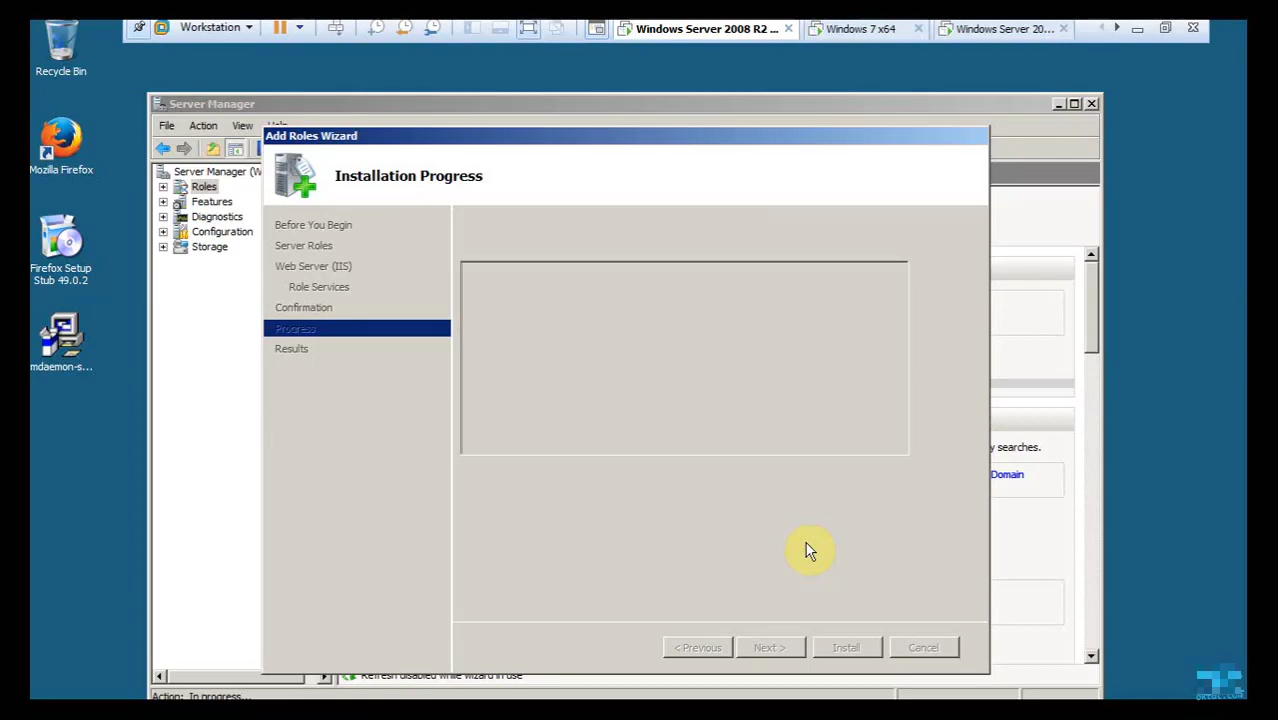 Recycle Bin
Mozilla Firefox
Firefox Setup
Stub 49.0.2
mdaemon-s...
Workstation
Windows Server 2008 R2 ...
Windows 7 x64
Windows Server 20...
Server Manager
File Action View Help
Server Manager (W
Roles
Features
Diagnostics
Configuration
Storage
Add Roles Wizard
Installation Progress
Before You Begin
Server Roles
Web Server (IIS)
Role Services
Confirmation
Progress
Results
y searches.
Domain
< Previous
Next >
Install
Cancel
Refresh disabled while wizard in use
Action: In progress...